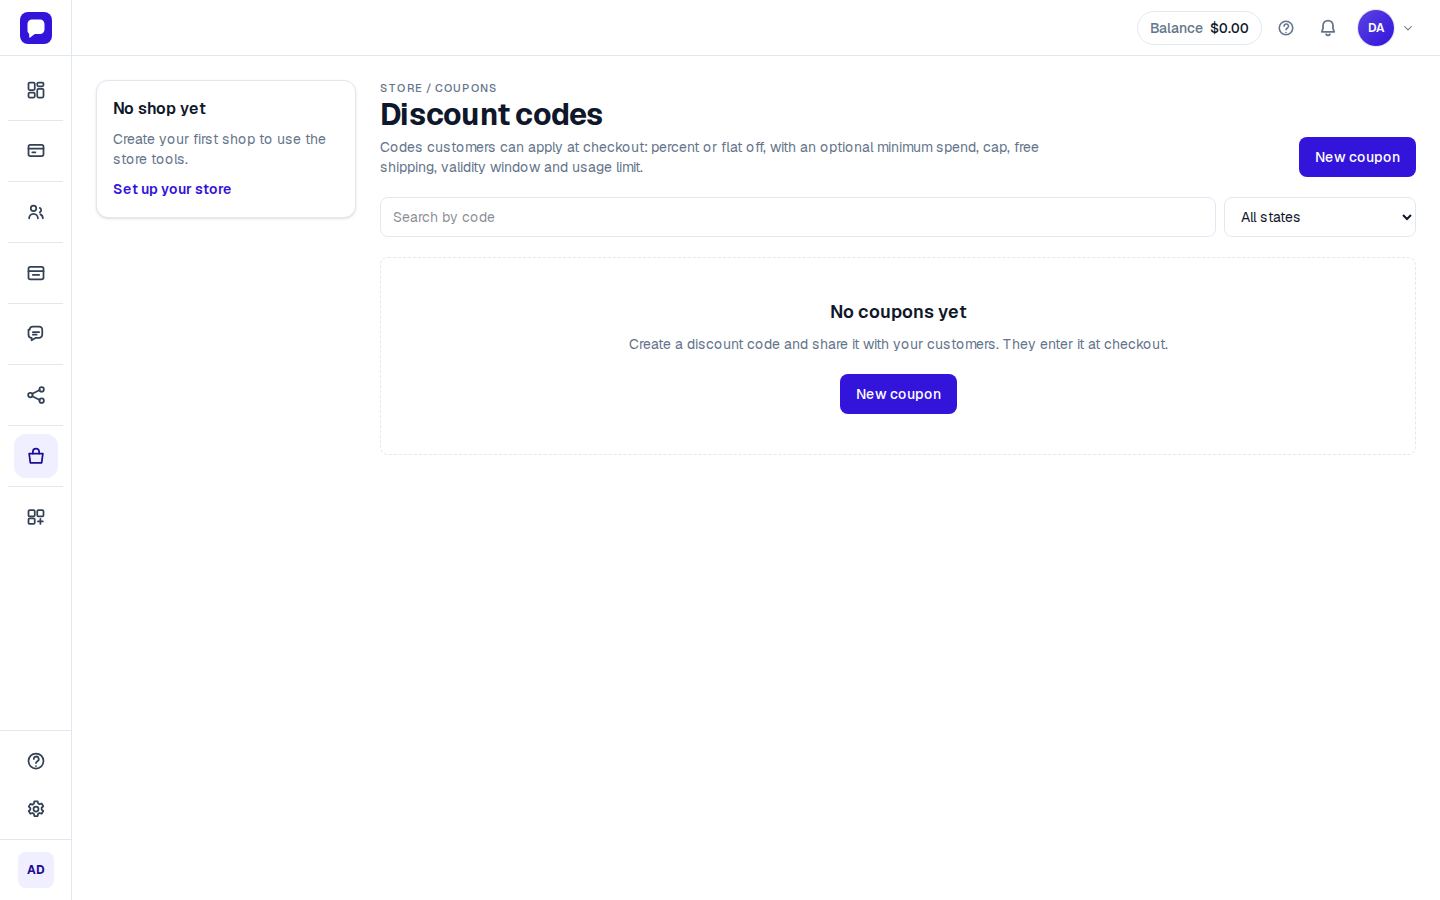 Balance $0.00
DA
No shop yet
Create your first shop to use the
store tools.
Set up your store
STORE / COUPONS
Discount codes
Codes customers can apply at checkout: percent or flat off, with an optional minimum spend, cap, free
shipping, validity window and usage limit.
New coupon
Search by code
All states
No coupons yet
Create a discount code and share it with your customers. They enter it at checkout.
New coupon
AD